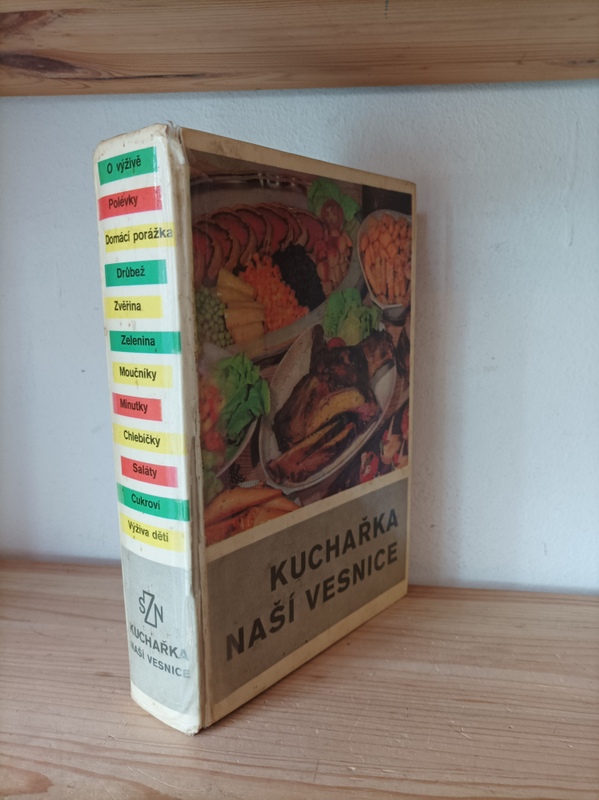 O výživě
Polévky
Domácí porážka
Drůbež
Zvěřina
Zelenina
Moučníky
Minutky
Chlebíčky
Saláty
Cukroví
Výživa dětí
SZN
KUCHAŘKA
NAŠÍ VESNICE
KUCHAŘKA
NAŠÍ VESNICE